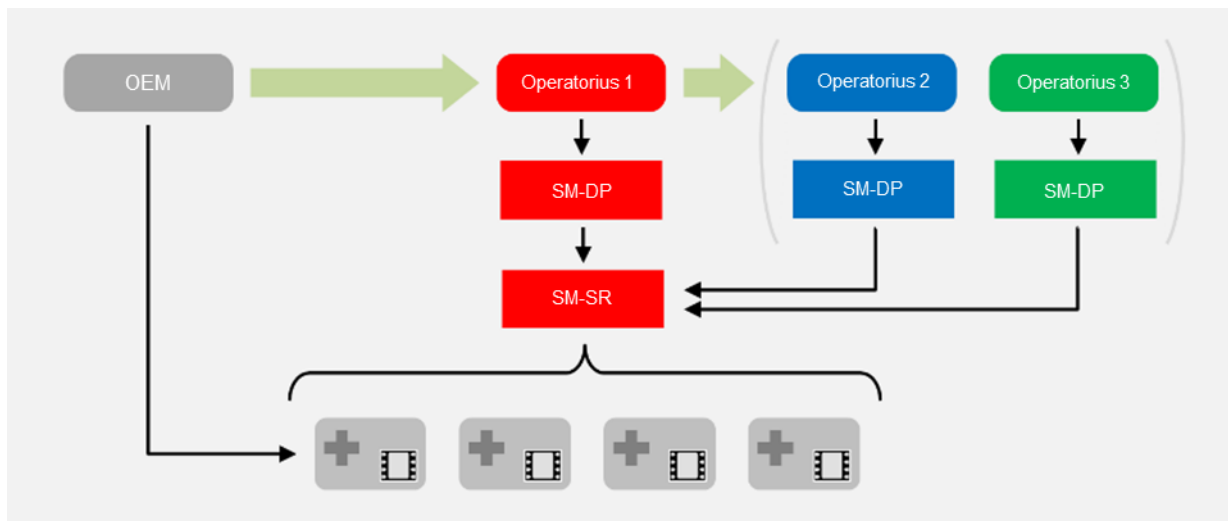 OEM
Operatorius 1
Operatorius 2
Operatorius 3
SM-DP
SM-DP
SM-DP
SM-SR